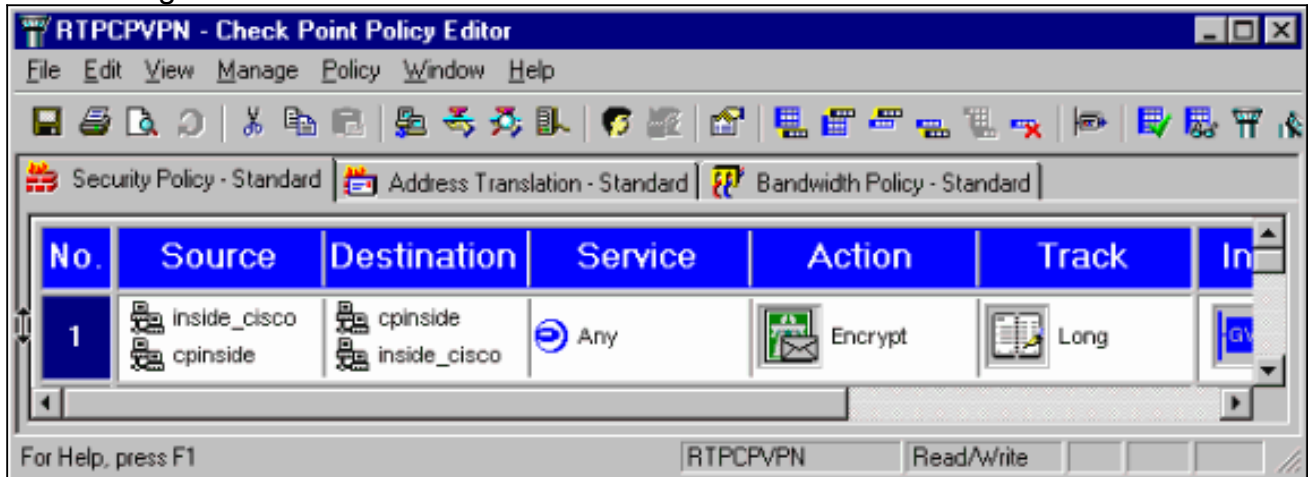 RTPCPVPN - Check Point Policy Editor
File Edit View Manage Policy Window Help
Security Policy - Standard Address Translation - Standard Bandwidth Policy - Standard
No. Source Destination Service Action Track In
1 inside_cisco cpinside Any Encrypt Long
cpinside inside_cisco
For Help, press F1 RTPCPVPN Read/Write